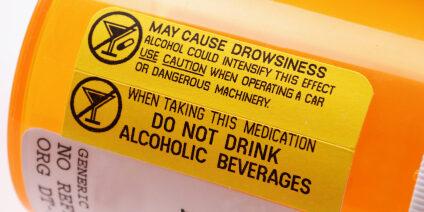 MAY CAUSE DROWSINESS
ALCOHOL COULD INTENSIFY THIS EFFECT
USE CAUTION WHEN OPERATING A CAR
OR DANGEROUS MACHINERY.
WHEN TAKING THIS MEDICATION
DO NOT DRINK
ALCOHOLIC BEVERAGES
GENERIC
NO REF
ORG DT